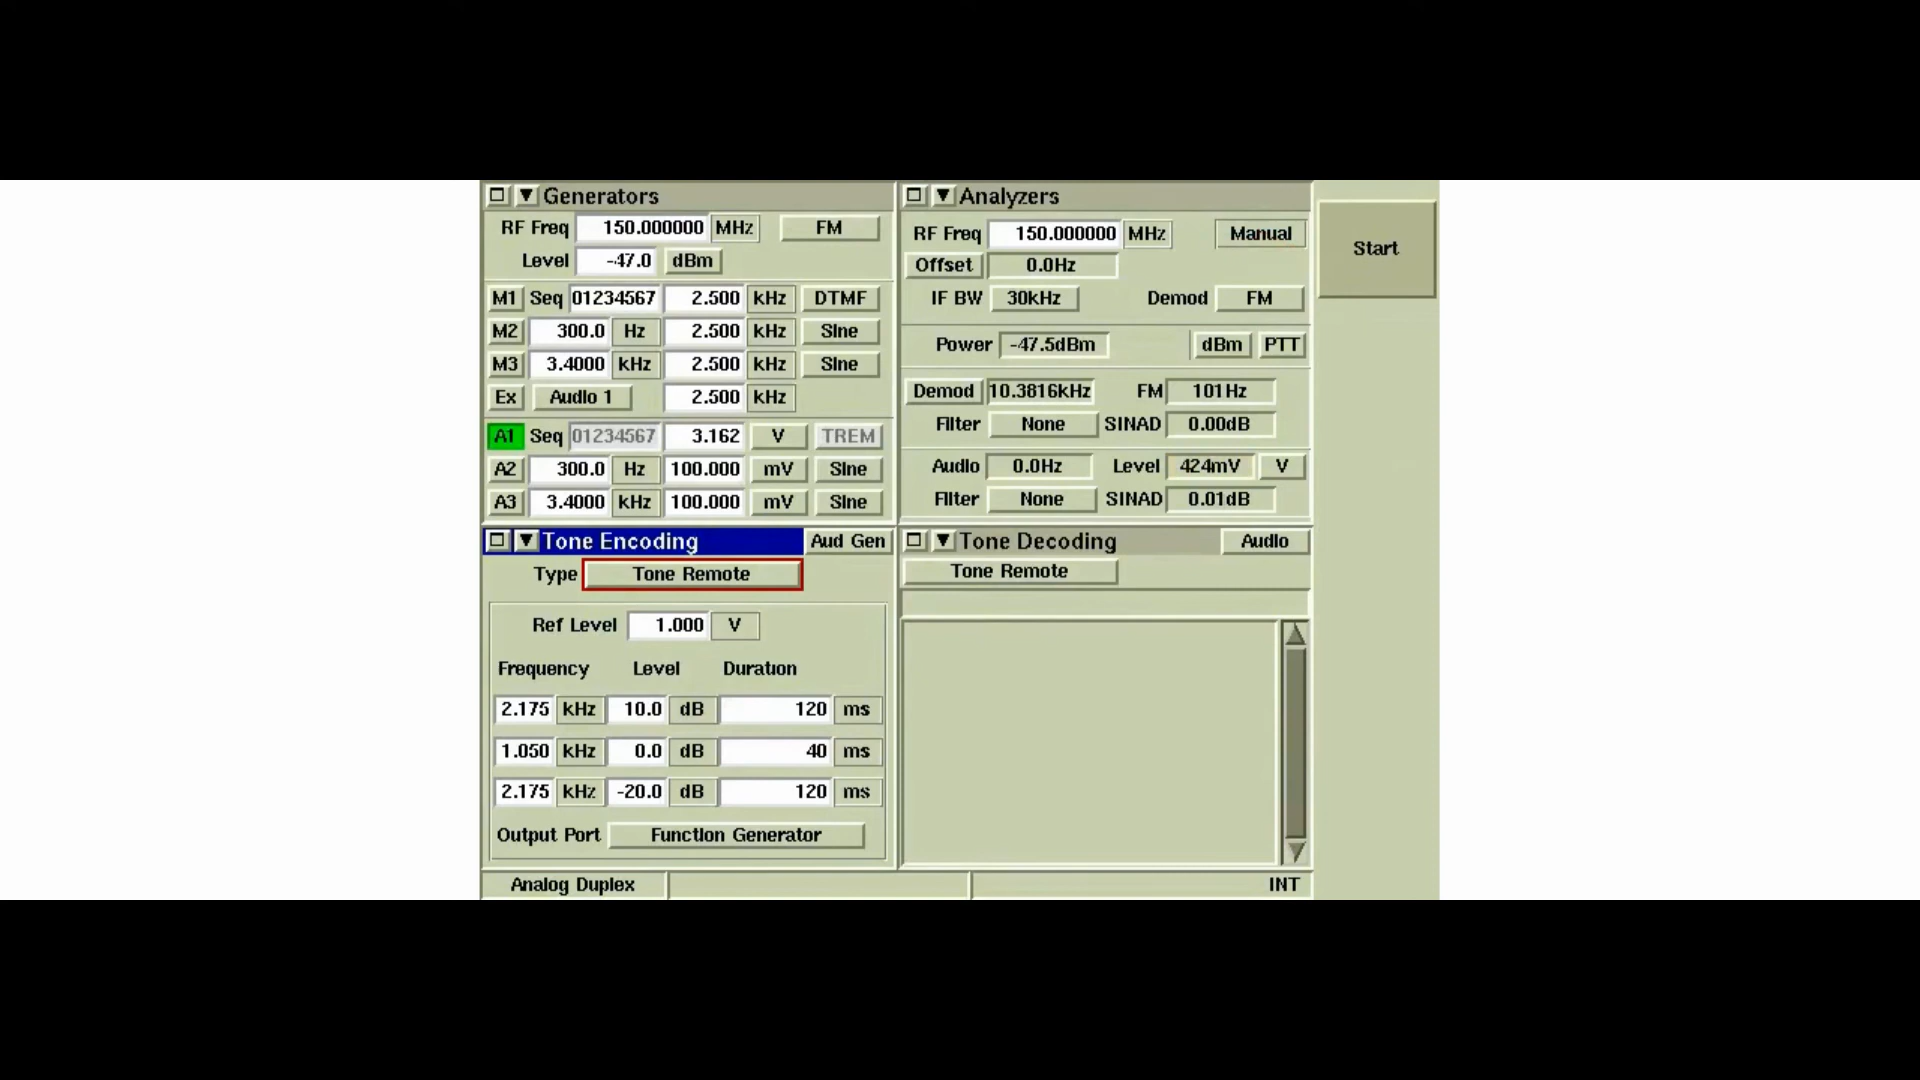 Generators
RF Freq 150.000000 MHz FM
Level -47.0 dBm
M1 Seq 01234567 2.500 kHz DTMF
M2 300.0 Hz 2.500 kHz Sine
M3 3.4000 kHz 2.500 kHz Sine
Ex Audio 1 2.500 kHz
A1 Seq 01234567 3.162 V TREM
A2 300.0 Hz 100.000 mV Sine
A3 3.4000 kHz 100.000 mV Sine
Analyzers
RF Freq 150.000000 MHz Manual
Offset 0.0Hz
IF BW 30kHz Demod FM
Power -47.5dBm dBm PTT
Demod 10.3816kHz FM 101Hz
Filter None SINAD 0.00dB
Audio 0.0Hz Level 424mV V
Filter None SINAD 0.01dB
Start
Tone Encoding Aud Gen
Type Tone Remote
Ref Level 1.000 V
Frequency Level Duration
2.175 kHz 10.0 dB 120 ms
1.050 kHz 0.0 dB 40 ms
2.175 kHz -20.0 dB 120 ms
Output Port Function Generator
Tone Decoding Audio
Tone Remote
Analog Duplex INT